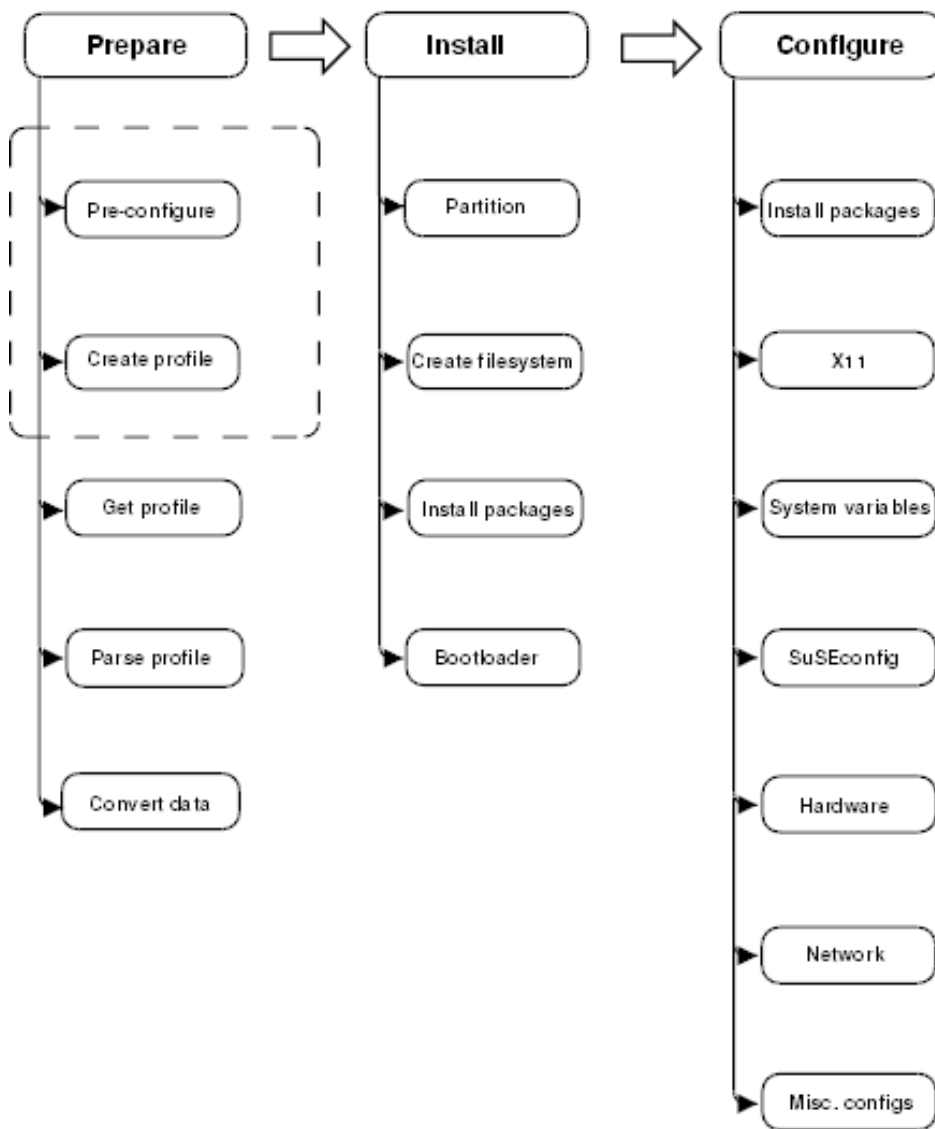 Prepare
Install
Configure
Pre-configure
Partition
Install packages
Create profile
Create filesystem
X11
Get profile
Install packages
System variables
Parse profile
Bootloader
SuSEconfig
Convert data
Hardware
Network
Misc. configs